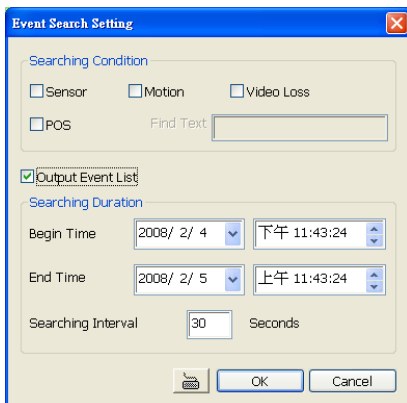 Event Search Setting
Searching Condition
Sensor Motion Video Loss
POS Find Text
Output Event List
Searching Duration
Begin Time 2008/ 2/ 4 下午 11:43:24
End Time 2008/ 2/ 5 上午 11:43:24
Searching Interval 30 Seconds
OK Cancel